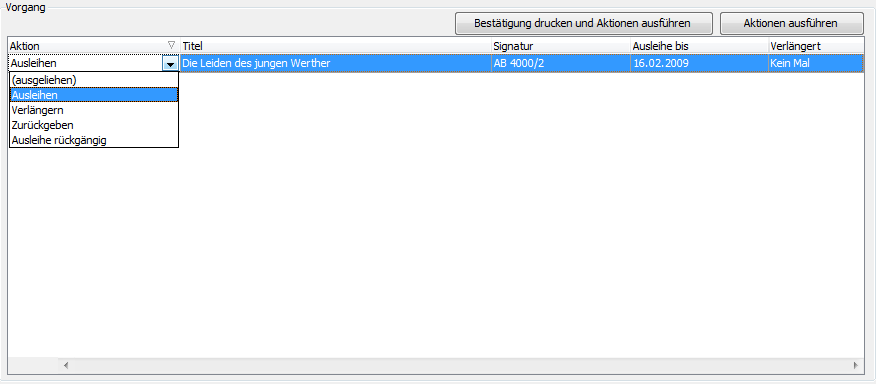 Vorgang
Bestätigung drucken und Aktionen ausführen Aktionen ausführen
Aktion Titel Signatur Ausleihe bis Verlängert
Ausleihen Die Leiden des jungen Werther AB 4000/2 16.02.2009 Kein Mal
(ausgeliehen)
Ausleihen
Verlängern
Zurückgeben
Ausleihe rückgängig